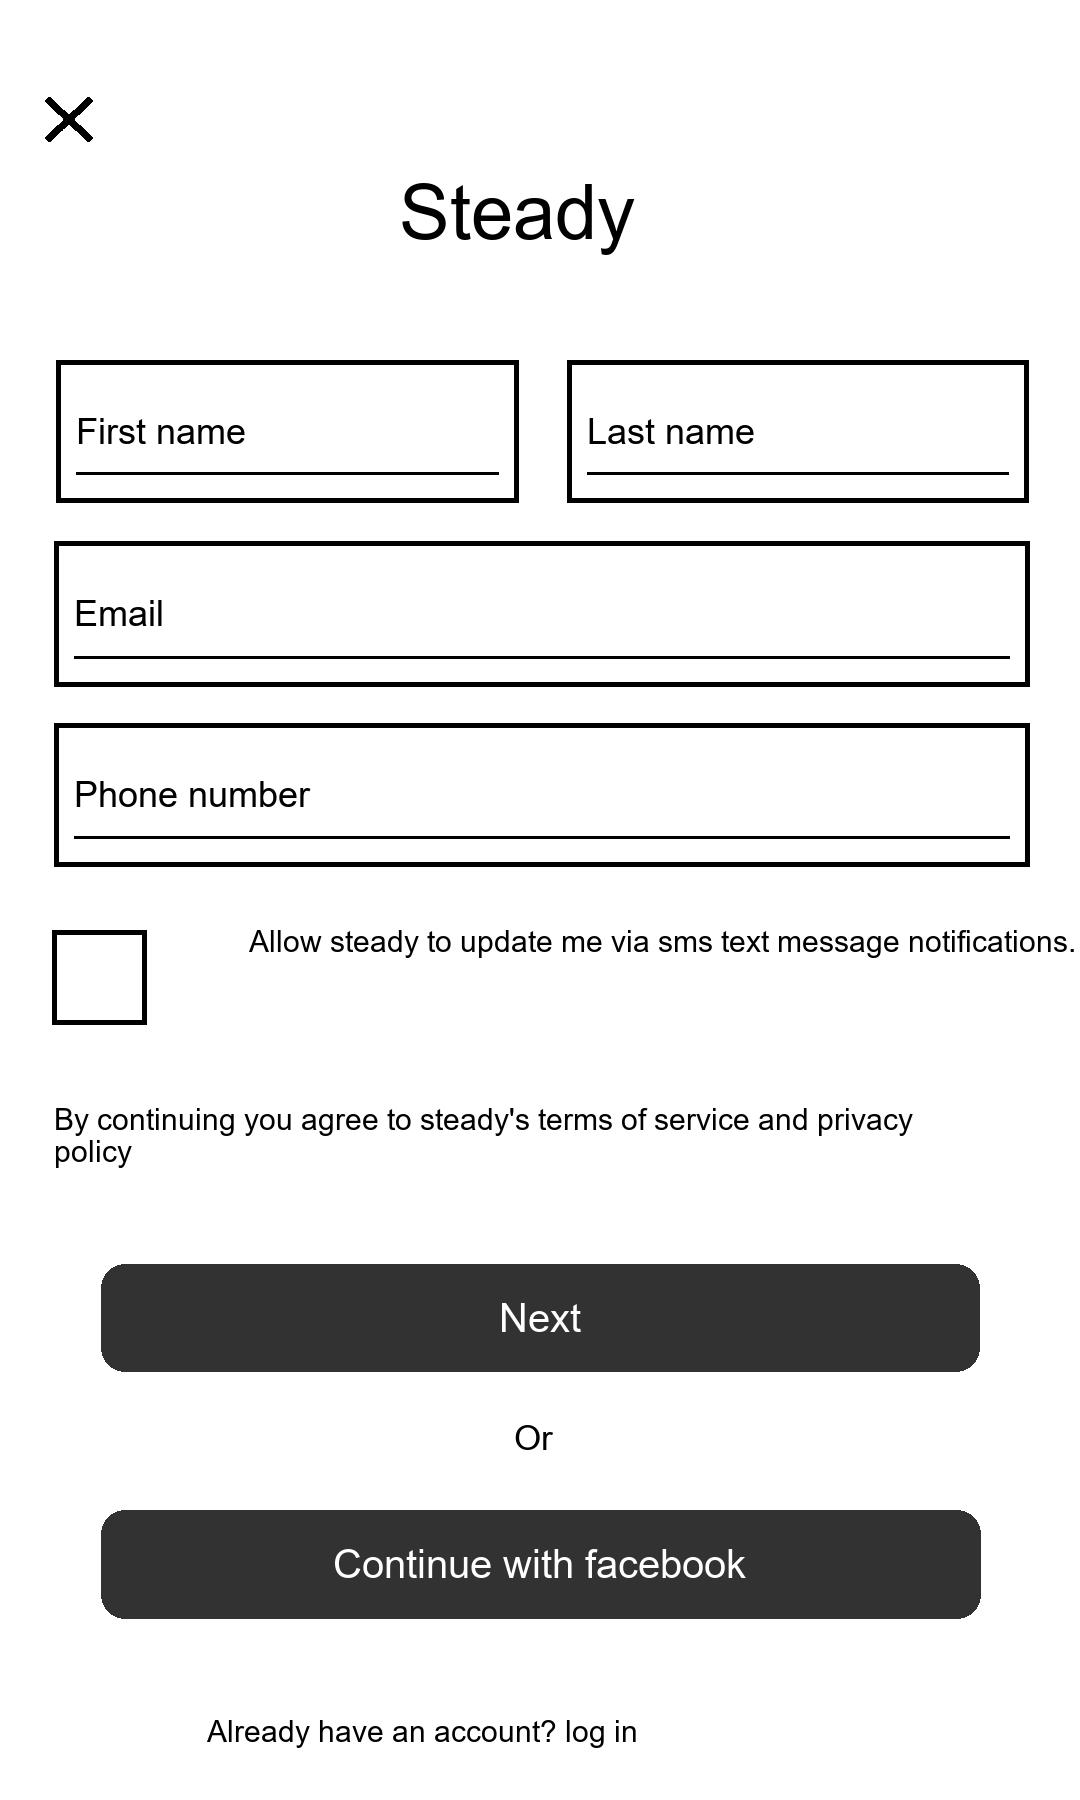 Steady
First name
Last name
Email
Phone number
Allow steady to update me via sms text message notifications.
By continuing you agree to steady's terms of service and privacy
policy
Next
Or
Continue with facebook
Already have an account? log in